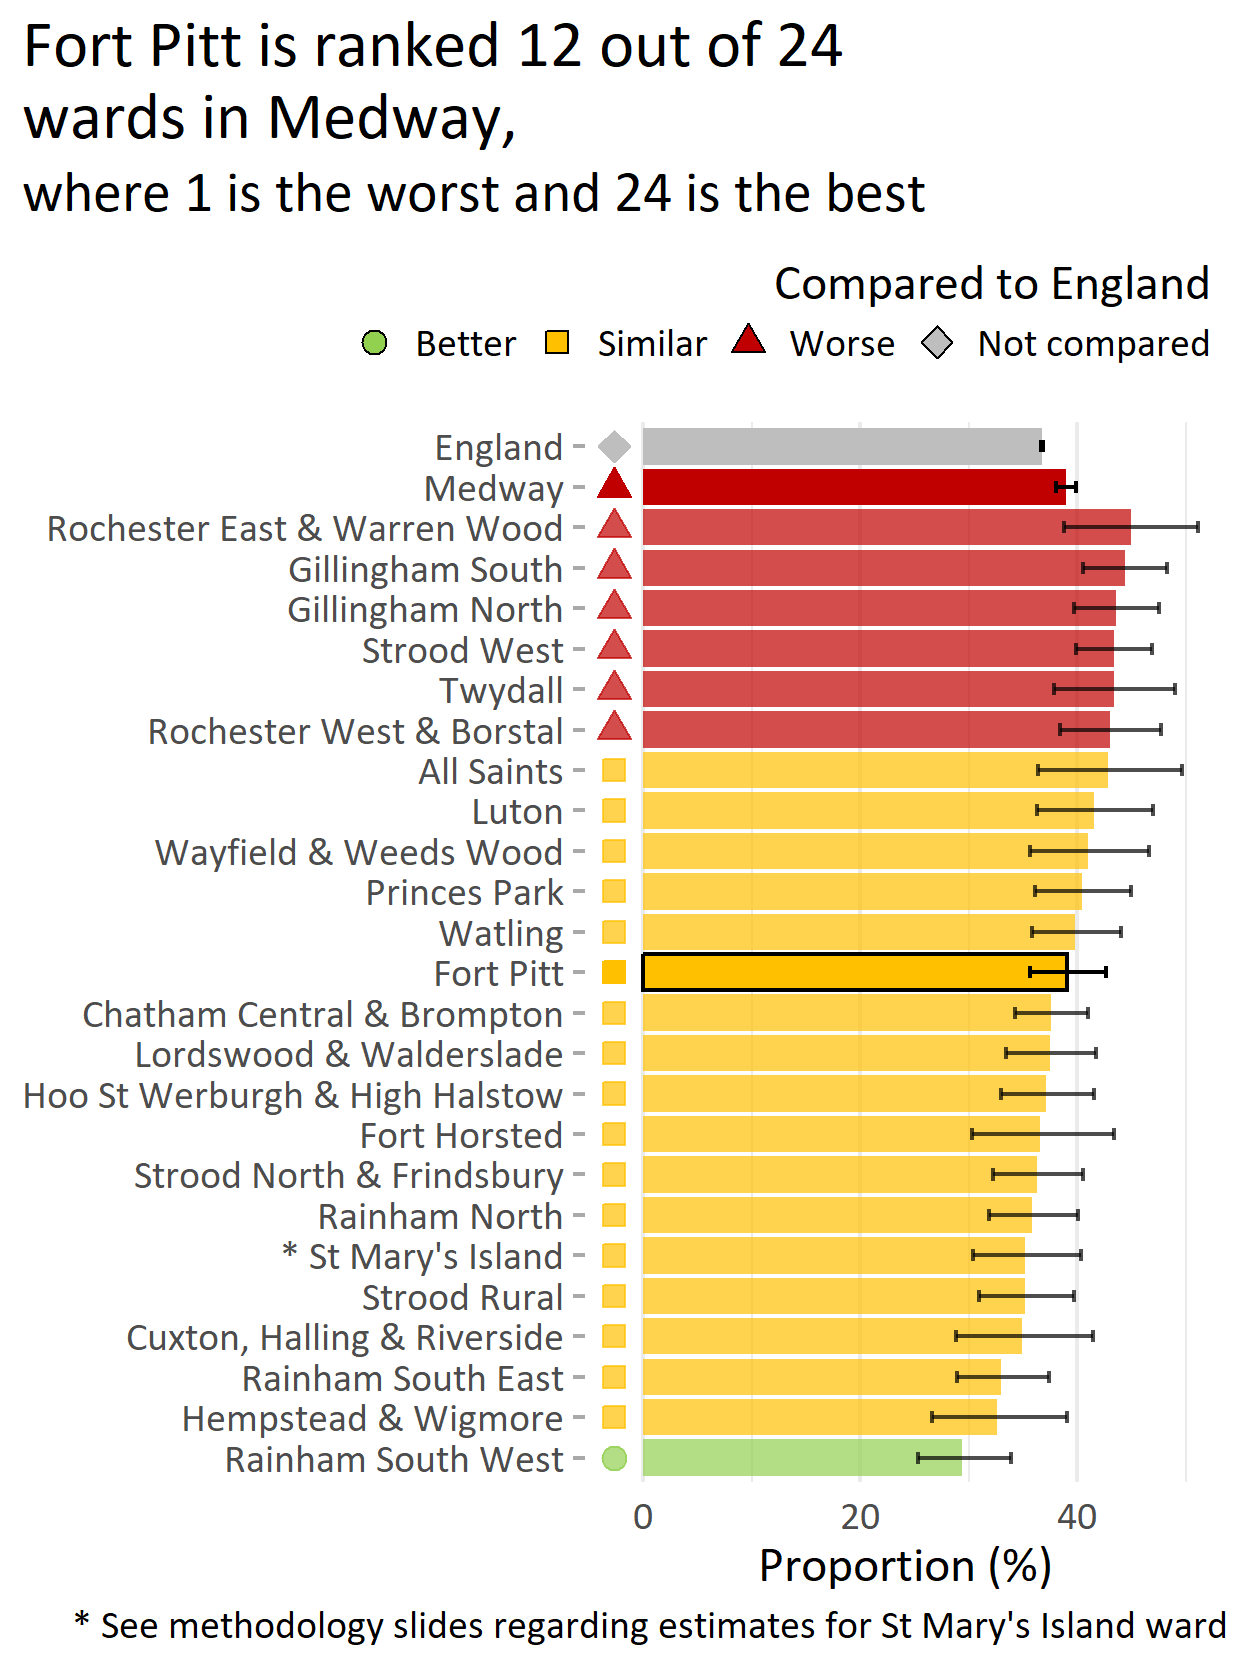 Fort Pitt is ranked 12 out of 24
wards in Medway,
where 1 is the worst and 24 is the best
Compared to England
Better Similar Worse Not compared
England
Medway
Rochester East & Warren Wood
Gillingham South
Gillingham North
Strood West
Twydall
Rochester West & Borstal
All Saints
Luton
Wayfield & Weeds Wood
Princes Park
Watling
Fort Pitt
Chatham Central & Brompton
Lordswood & Walderslade
Hoo St Werburgh & High Halstow
Fort Horsted
Strood North & Frindsbury
Rainham North
* St Mary's Island
Strood Rural
Cuxton, Halling & Riverside
Rainham South East
Hempstead & Wigmore
Rainham South West
0 20 40
Proportion (%)
* See methodology slides regarding estimates for St Mary's Island ward